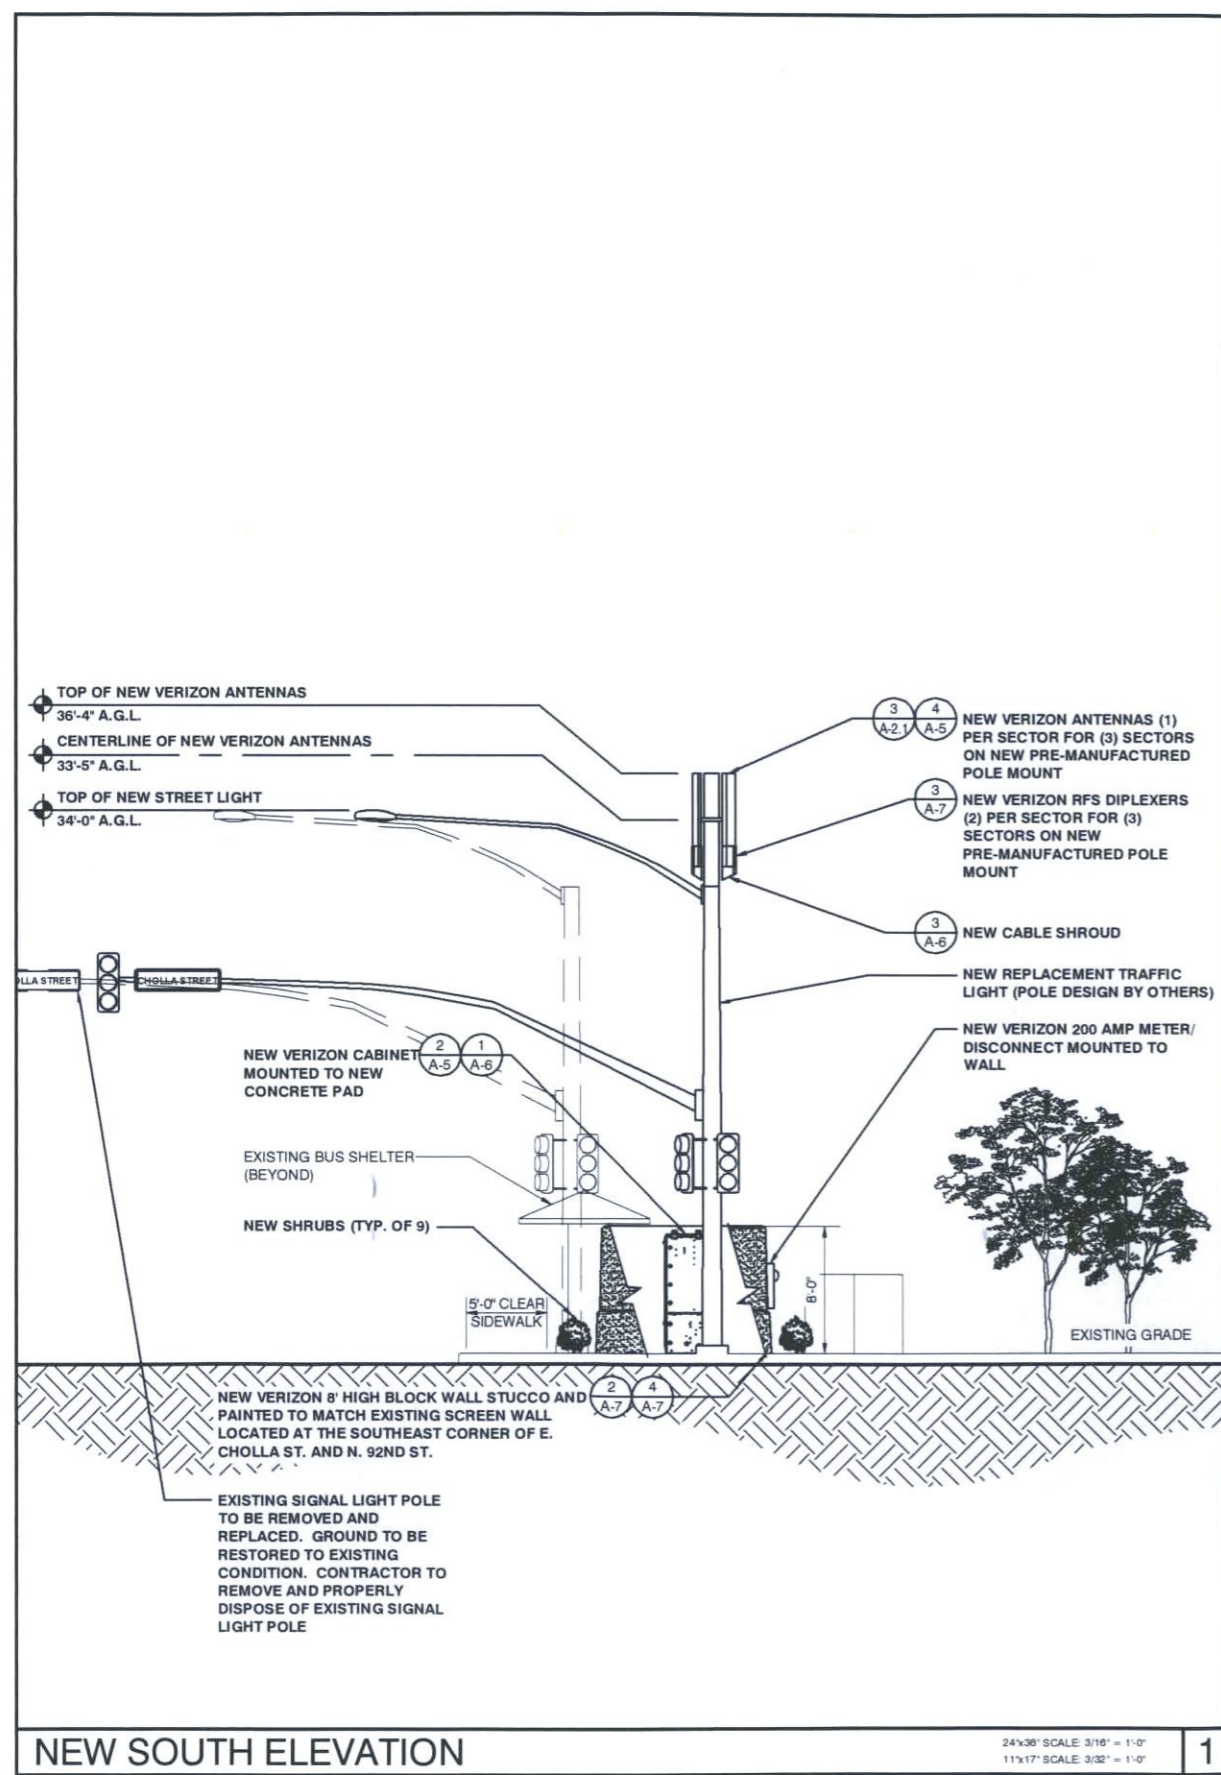 TOP OF NEW VERIZON ANTENNAS
36'-4" A.G.L.
CENTERLINE OF NEW VERIZON ANTENNAS
33'-5" A.G.L.
TOP OF NEW STREET LIGHT
34'-0" A.G.L.
3
A-2.1
4
A-5
NEW VERIZON ANTENNAS (1)
PER SECTOR FOR (3) SECTORS
ON NEW PRE-MANUFACTURED
POLE MOUNT
3
A-7
NEW VERIZON RFS DIPLEXERS
(2) PER SECTOR FOR (3)
SECTORS ON NEW
PRE-MANUFACTURED POLE
MOUNT
3
A-6
NEW CABLE SHROUD
NEW REPLACEMENT TRAFFIC
LIGHT (POLE DESIGN BY OTHERS)
NEW VERIZON 200 AMP METER/
DISCONNECT MOUNTED TO
WALL
OLLA STREET
CHOLLA STREET
NEW VERIZON CABINET
MOUNTED TO NEW
CONCRETE PAD
2
A-5
1
A-6
EXISTING BUS SHELTER
(BEYOND)
NEW SHRUBS (TYP. OF 9)
5'-0" CLEAR
SIDEWALK
8'-0"
EXISTING GRADE
NEW VERIZON 8' HIGH BLOCK WALL STUCCO AND
PAINTED TO MATCH EXISTING SCREEN WALL
LOCATED AT THE SOUTHEAST CORNER OF E.
CHOLLA ST. AND N. 92ND ST.
2
A-7
4
A-7
EXISTING SIGNAL LIGHT POLE
TO BE REMOVED AND
REPLACED. GROUND TO BE
RESTORED TO EXISTING
CONDITION. CONTRACTOR TO
REMOVE AND PROPERLY
DISPOSE OF EXISTING SIGNAL
LIGHT POLE
NEW SOUTH ELEVATION
24"x36" SCALE: 3/16" = 1'-0"
11"x17" SCALE: 3/32" = 1'-0"
1